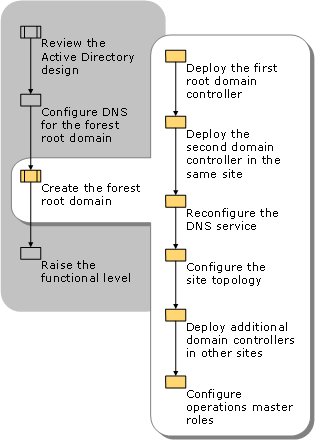 Review the
Active Directory
design
Configure DNS
for the forest
root domain
Create the forest
root domain
Raise the
functional level
Deploy the first
root domain
controller
Deploy the
second domain
controller in the
same site
Reconfigure the
DNS service
Configure the
site topology
Deploy additional
domain controllers
in other sites
Configure
operations master
roles